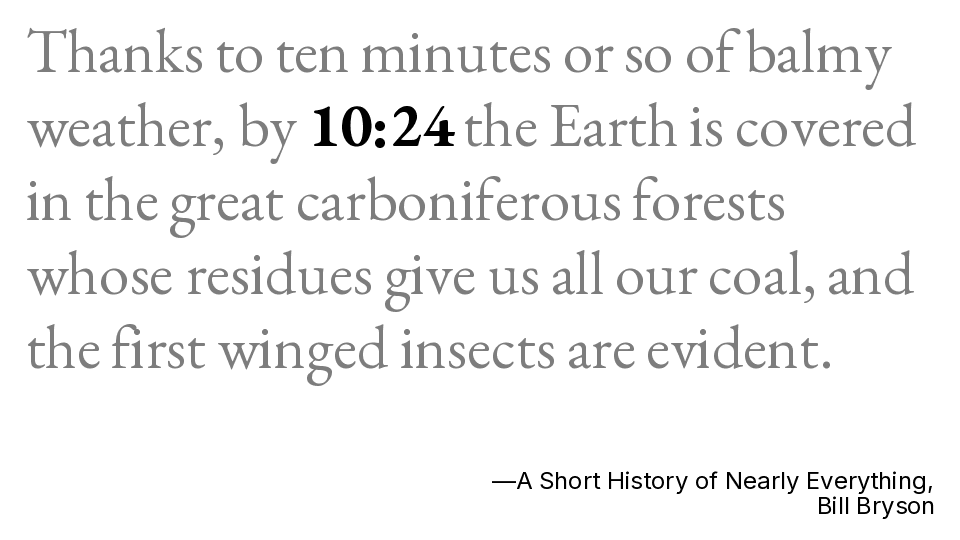 Thanks to ten minutes or so of balmy
weather, by 10:24 the Earth is covered
in the great carboniferous forests
whose residues give us all our coal, and
the first winged insects are evident.
—A Short History of Nearly Everything,
Bill Bryson